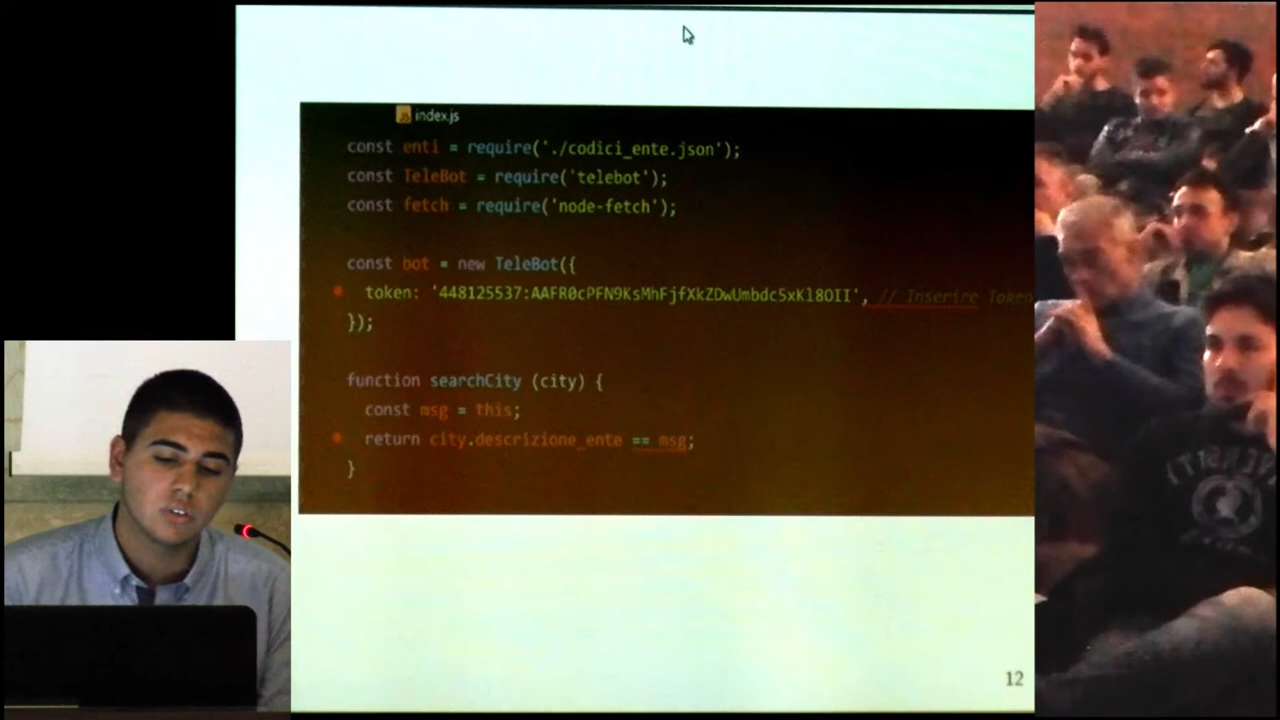 index.js
const enti = require('./codici_ente.json');
const TeleBot = require('telebot');
const fetch = require('node-fetch');
const bot = new TeleBot({
token: '448125537:AAFR0cPFN9KsMhFjfXkZDwUmbdc5xKl8OII', // Inserire Token
});
function searchCity (city) {
const msg = this;
return city.descrizione_ente == msg;
}
12